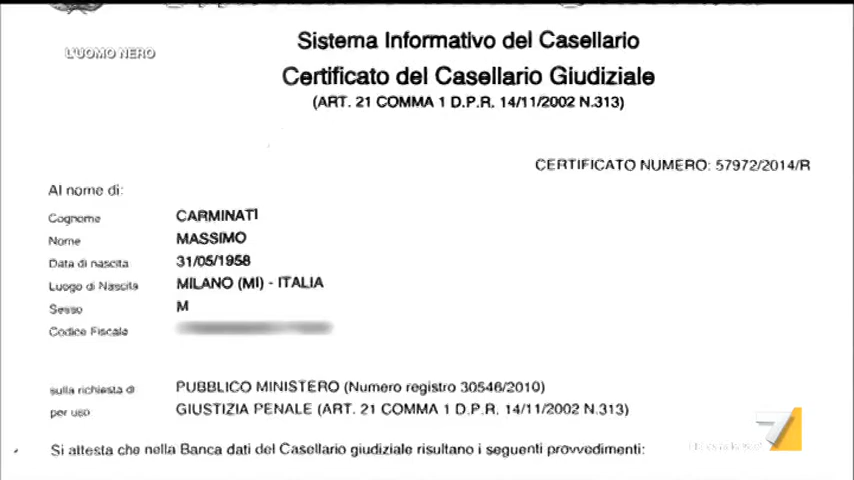 L'UOMO NERO
Sistema Informativo del Casellario
Certificato del Casellario Giudiziale
(ART. 21 COMMA 1 D.P.R. 14/11/2002 N.313)
CERTIFICATO NUMERO: 57972/2014/R
Al nome di:
Cognome CARMINATI
Nome MASSIMO
Data di nascita 31/05/1958
Luogo di Nascita MILANO (MI) - ITALIA
Sesso M
Codice Fiscale
sulla richiesta di PUBBLICO MINISTERO (Numero registro 30546/2010)
per uso GIUSTIZIA PENALE (ART. 21 COMMA 1 D.P.R. 14/11/2002 N.313)
7
Si attesta che nella Banca dati del Casellario giudiziale risultano i seguenti provvedimenti: